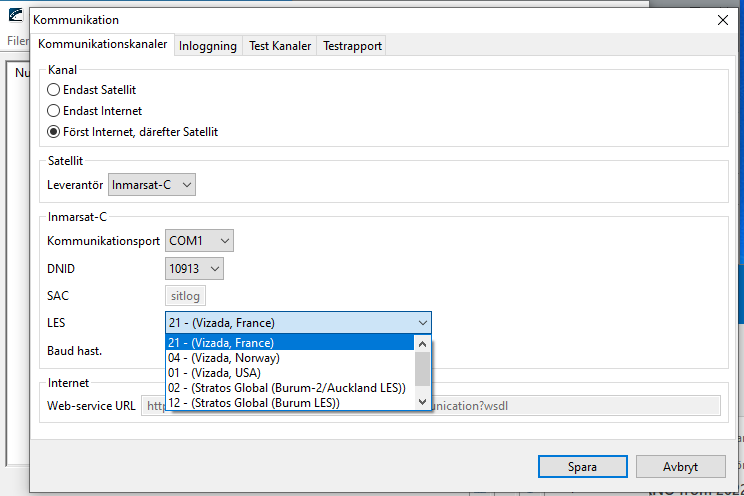 Kommunikation
Filer
Kommunikationskanaler Inloggning Test Kanaler Testrapport
Nu
Kanal
Endast Satellit
Endast Internet
Först Internet, därefter Satellit
Satellit
Leverantör Inmarsat-C
Inmarsat-C
Kommunikationsport COM1
DNID 10913
SAC sitlog
LES 21 - (Vizada, France)
21 - (Vizada, France)
04 - (Vizada, Norway)
Baud hast.
01 - (Vizada, USA)
02 - (Stratos Global (Burum-2/Auckland LES))
12 - (Stratos Global (Burum LES))
Internet
Web-service URL http unication?wsdl
Spara Avbryt